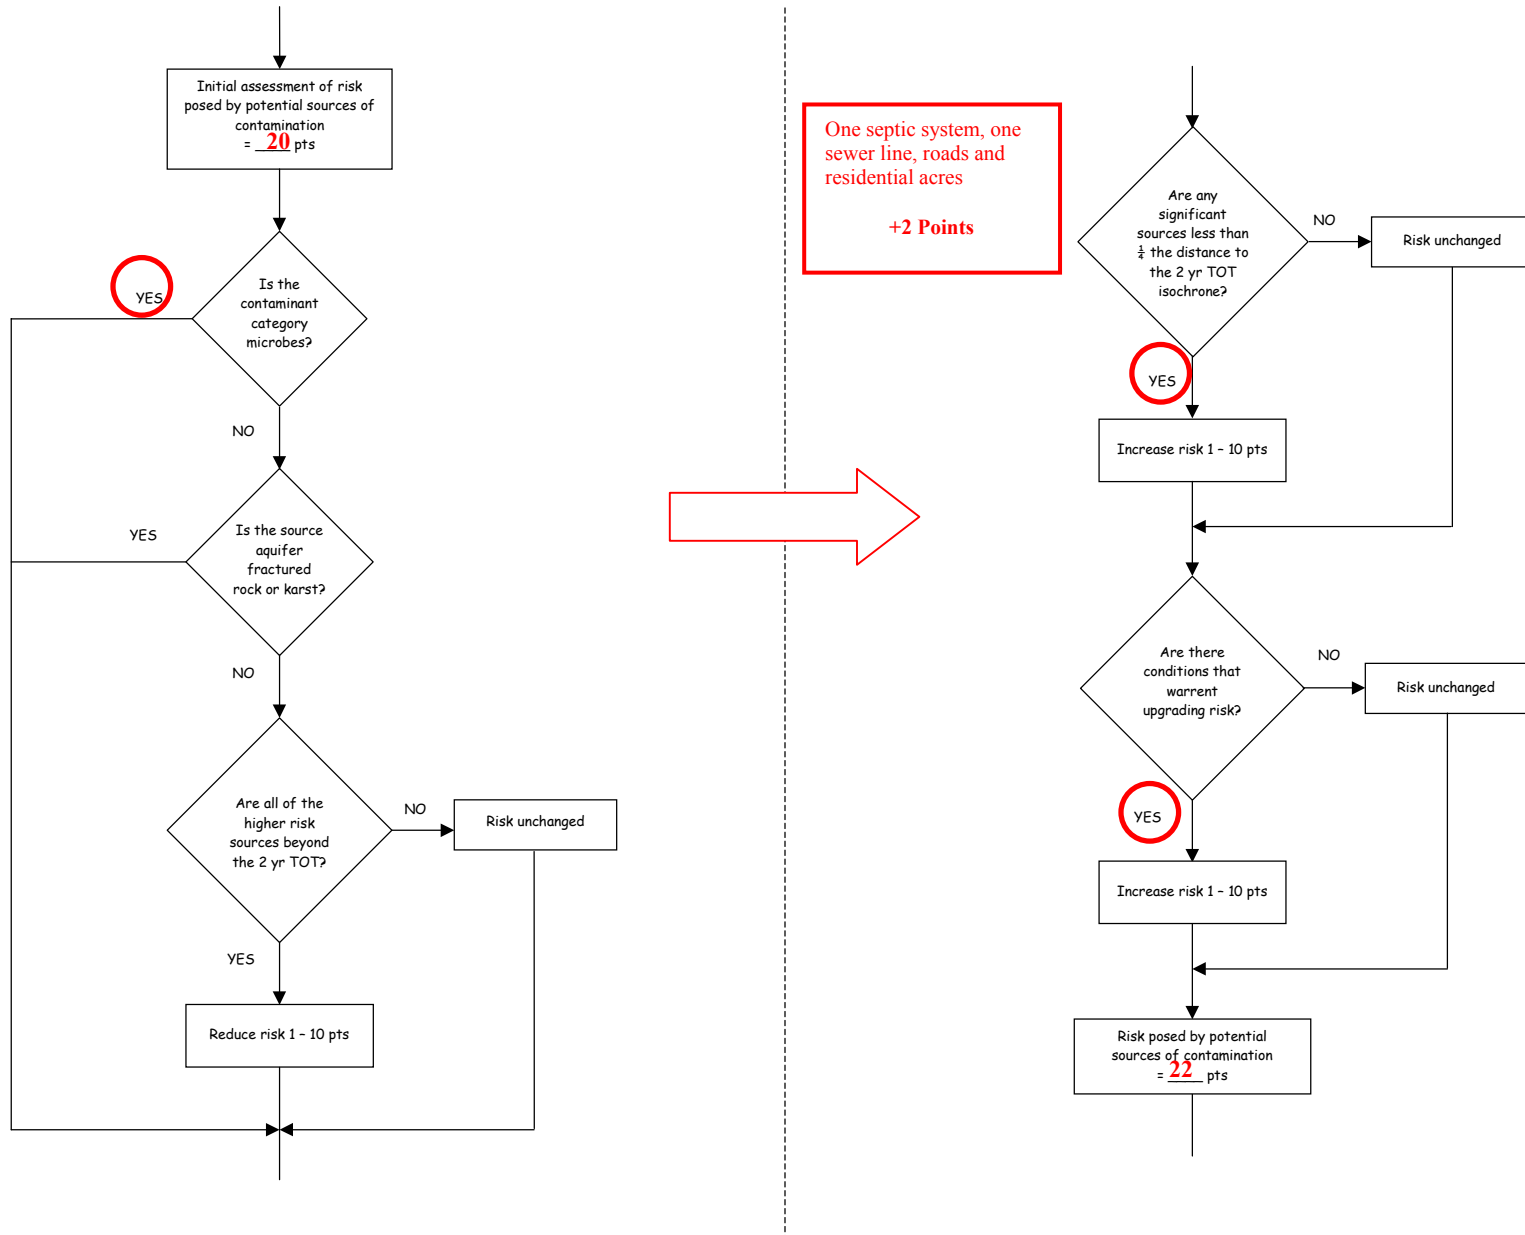 Initial assessment of risk
posed by potential sources of
contamination
= 20 pts
YES
Is the
contaminant
category
microbes?
NO
YES
Is the source
aquifer
fractured
rock or karst?
NO
Are all of the
higher risk
sources beyond
the 2 yr TOT?
NO
Risk unchanged
YES
Reduce risk 1 – 10 pts
One septic system, one
sewer line, roads and
residential acres
+2 Points
Are any
significant
sources less than
¼ the distance to
the 2 yr TOT
isochrone?
NO
Risk unchanged
YES
Increase risk 1 – 10 pts
Are there
conditions that
warrent
upgrading risk?
NO
Risk unchanged
YES
Increase risk 1 – 10 pts
Risk posed by potential
sources of contamination
= 22 pts